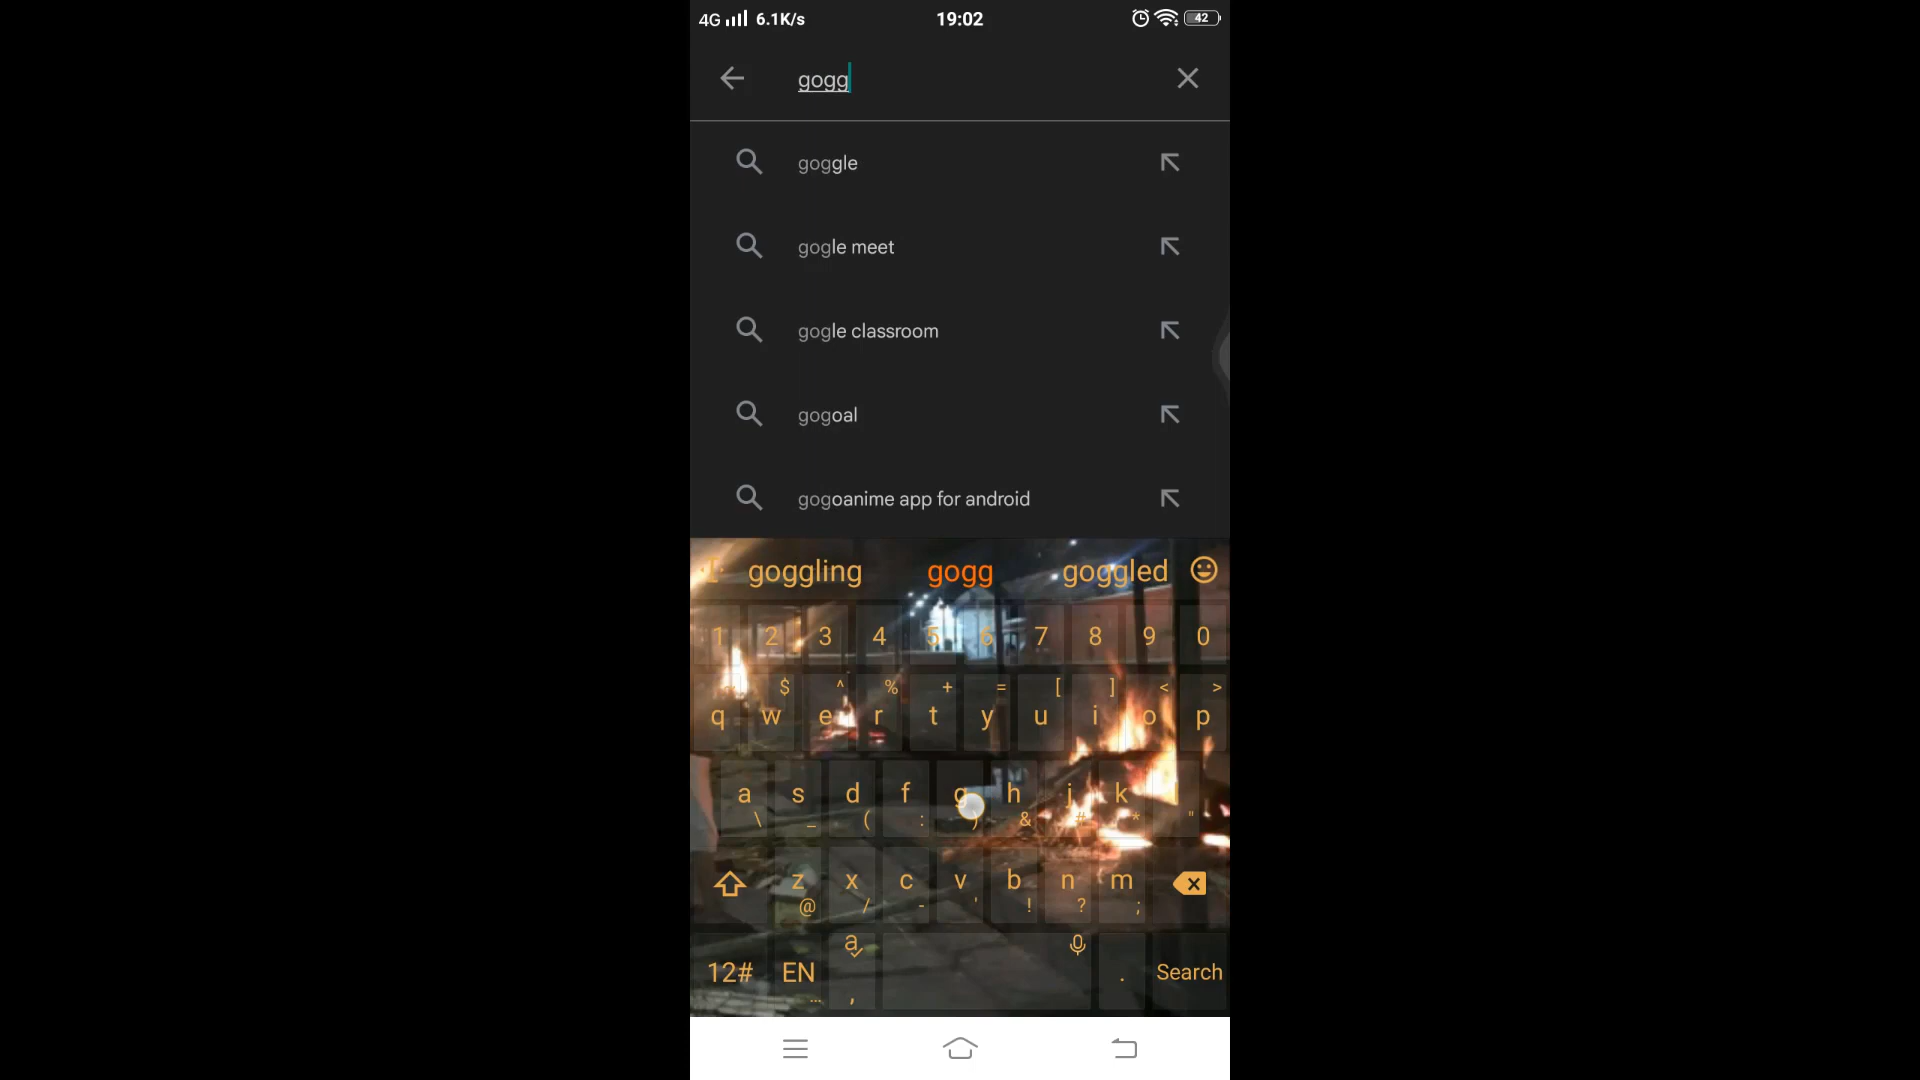 4G 6.1K/s 19:02 42
gogg
goggle
gogle meet
gogle classroom
gogoal
gogoanime app for android
goggling gogg goggled
1 2 3 4 5 6 7 8 9 0
$ ^ % + = [ ] < >
q w e r t y u i o p
a s d f g h j k
\ _ ( : ) & # * "
z x c v b n m
@ / - ' ! ? ;
a
12# EN , . Search
...